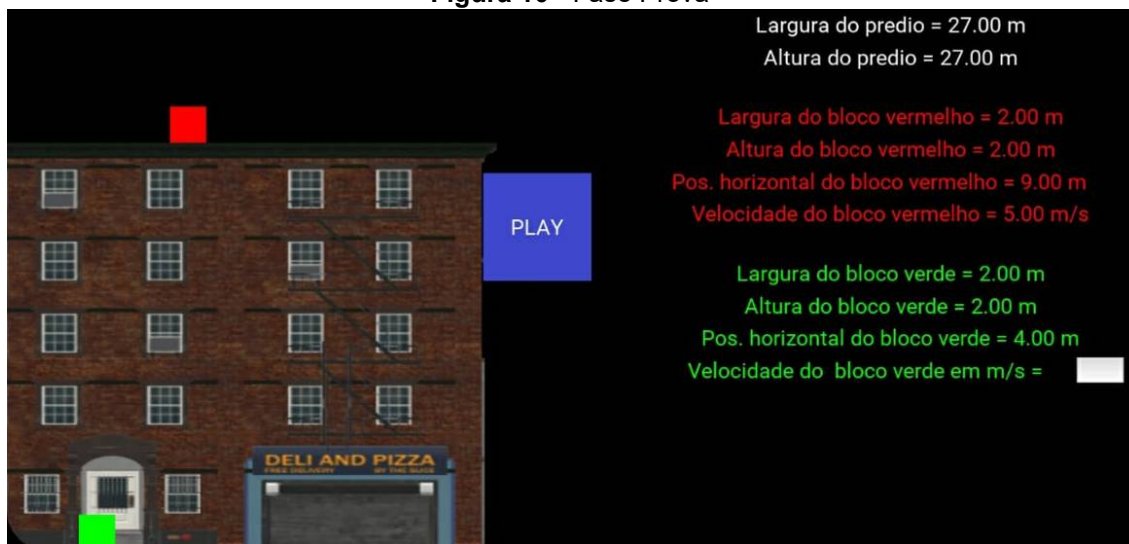 Figura
Largura do predio = 27.00 m
Altura do predio = 27.00 m
Largura do bloco vermelho = 2.00 m
Altura do bloco vermelho = 2.00 m
Pos. horizontal do bloco vermelho = 9.00 m
Velocidade do bloco vermelho = 5.00 m/s
PLAY
Largura do bloco verde = 2.00 m
Altura do bloco verde = 2.00 m
Pos. horizontal do bloco verde = 4.00 m
Velocidade do bloco verde em m/s =
DELI AND PIZZA
FREE DELIVERY BY THE SLICE